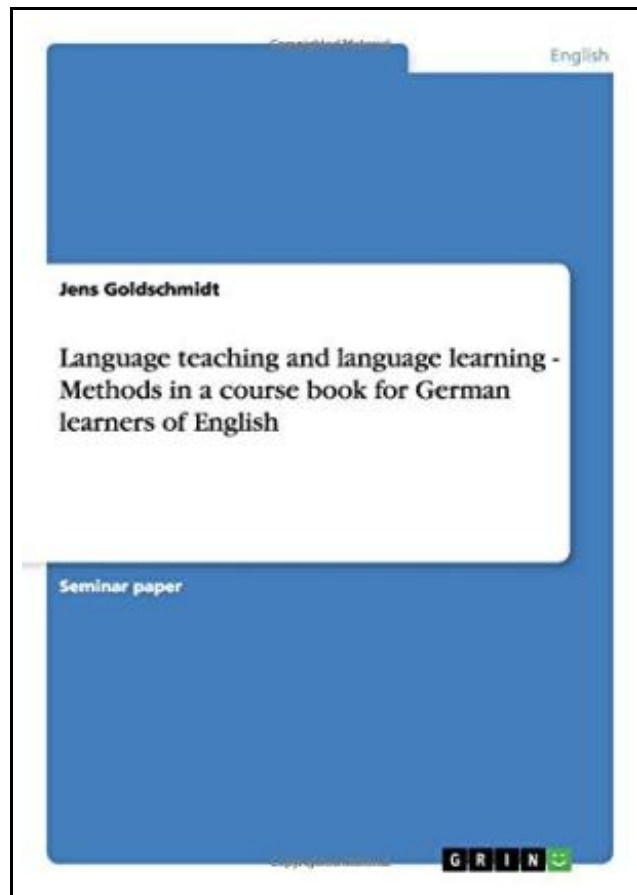 English
Jens Goldschmidt
Language teaching and language learning -
Methods in a course book for German
learners of English
Seminar paper
GRIN